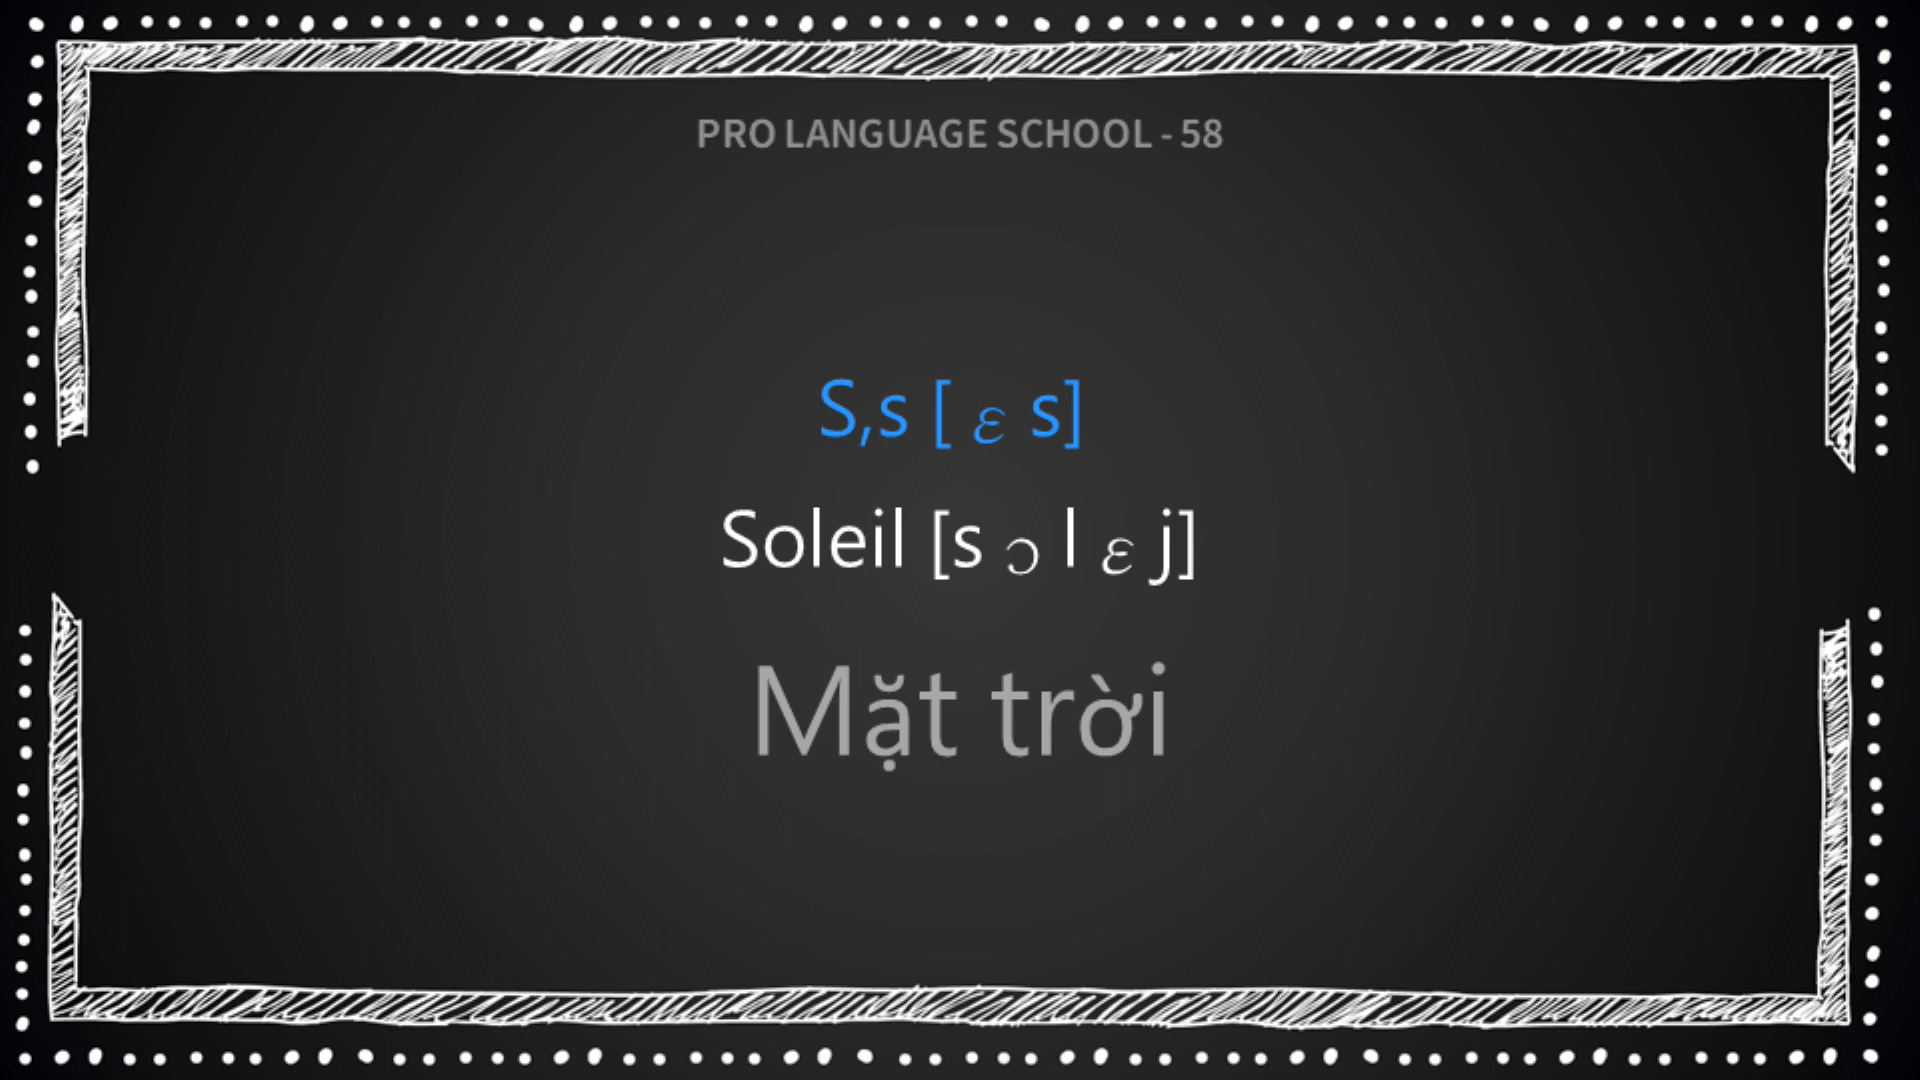 PRO LANGUAGE SCHOOL - 58
S,s [ ɛ s]
Soleil [s ɔ l ɛ j]
Mặt trời